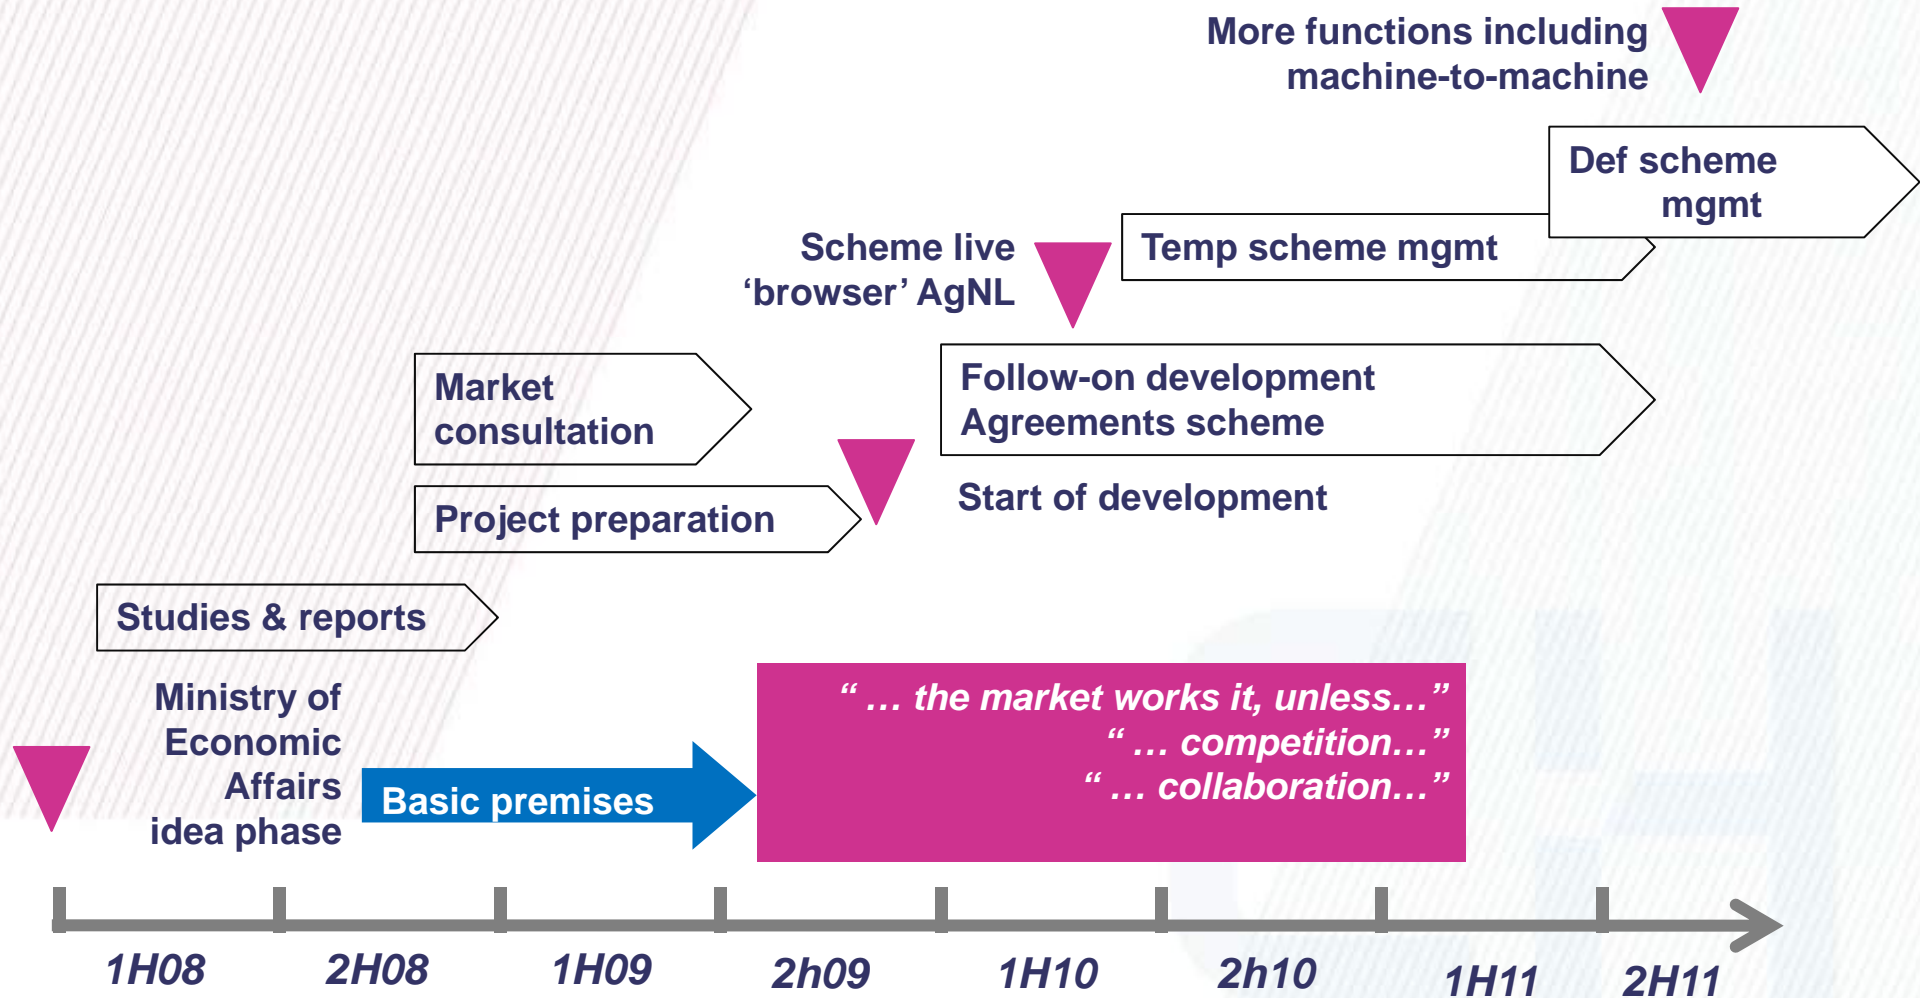 More functions including
machine-to-machine
Def scheme
mgmt
Scheme live
‘browser’ AgNL
Temp scheme mgmt
Market
consultation
Follow-on development
Agreements scheme
Project preparation
Start of development
Studies & reports
Ministry of
Economic
Affairs
idea phase
Basic premises
“ … the market works it, unless…”
“ … competition…”
“ … collaboration…”
1H08
2H08
1H09
2h09
1H10
2h10
1H11
2H11